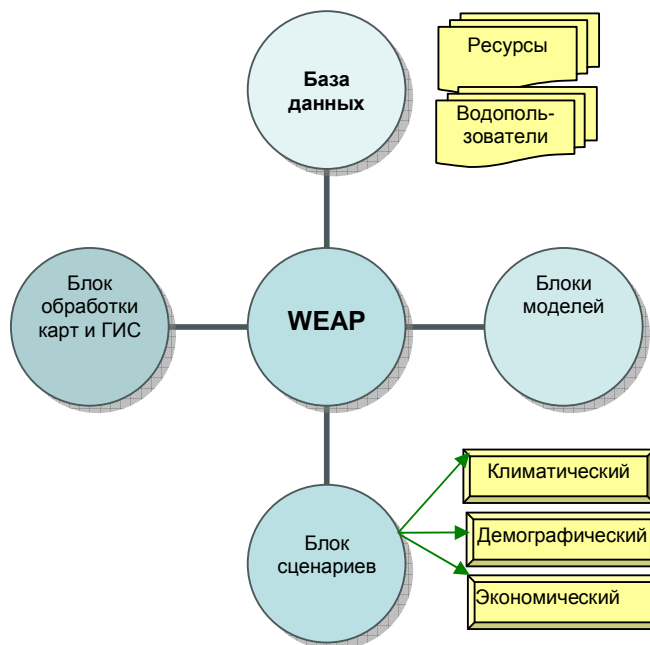 База
данных
Ресурсы
Водополь-
зователи
Блок
обработки
карт и ГИС
WEAP
Блоки
моделей
Блок
сценариев
Климатический
Демографический
Экономический